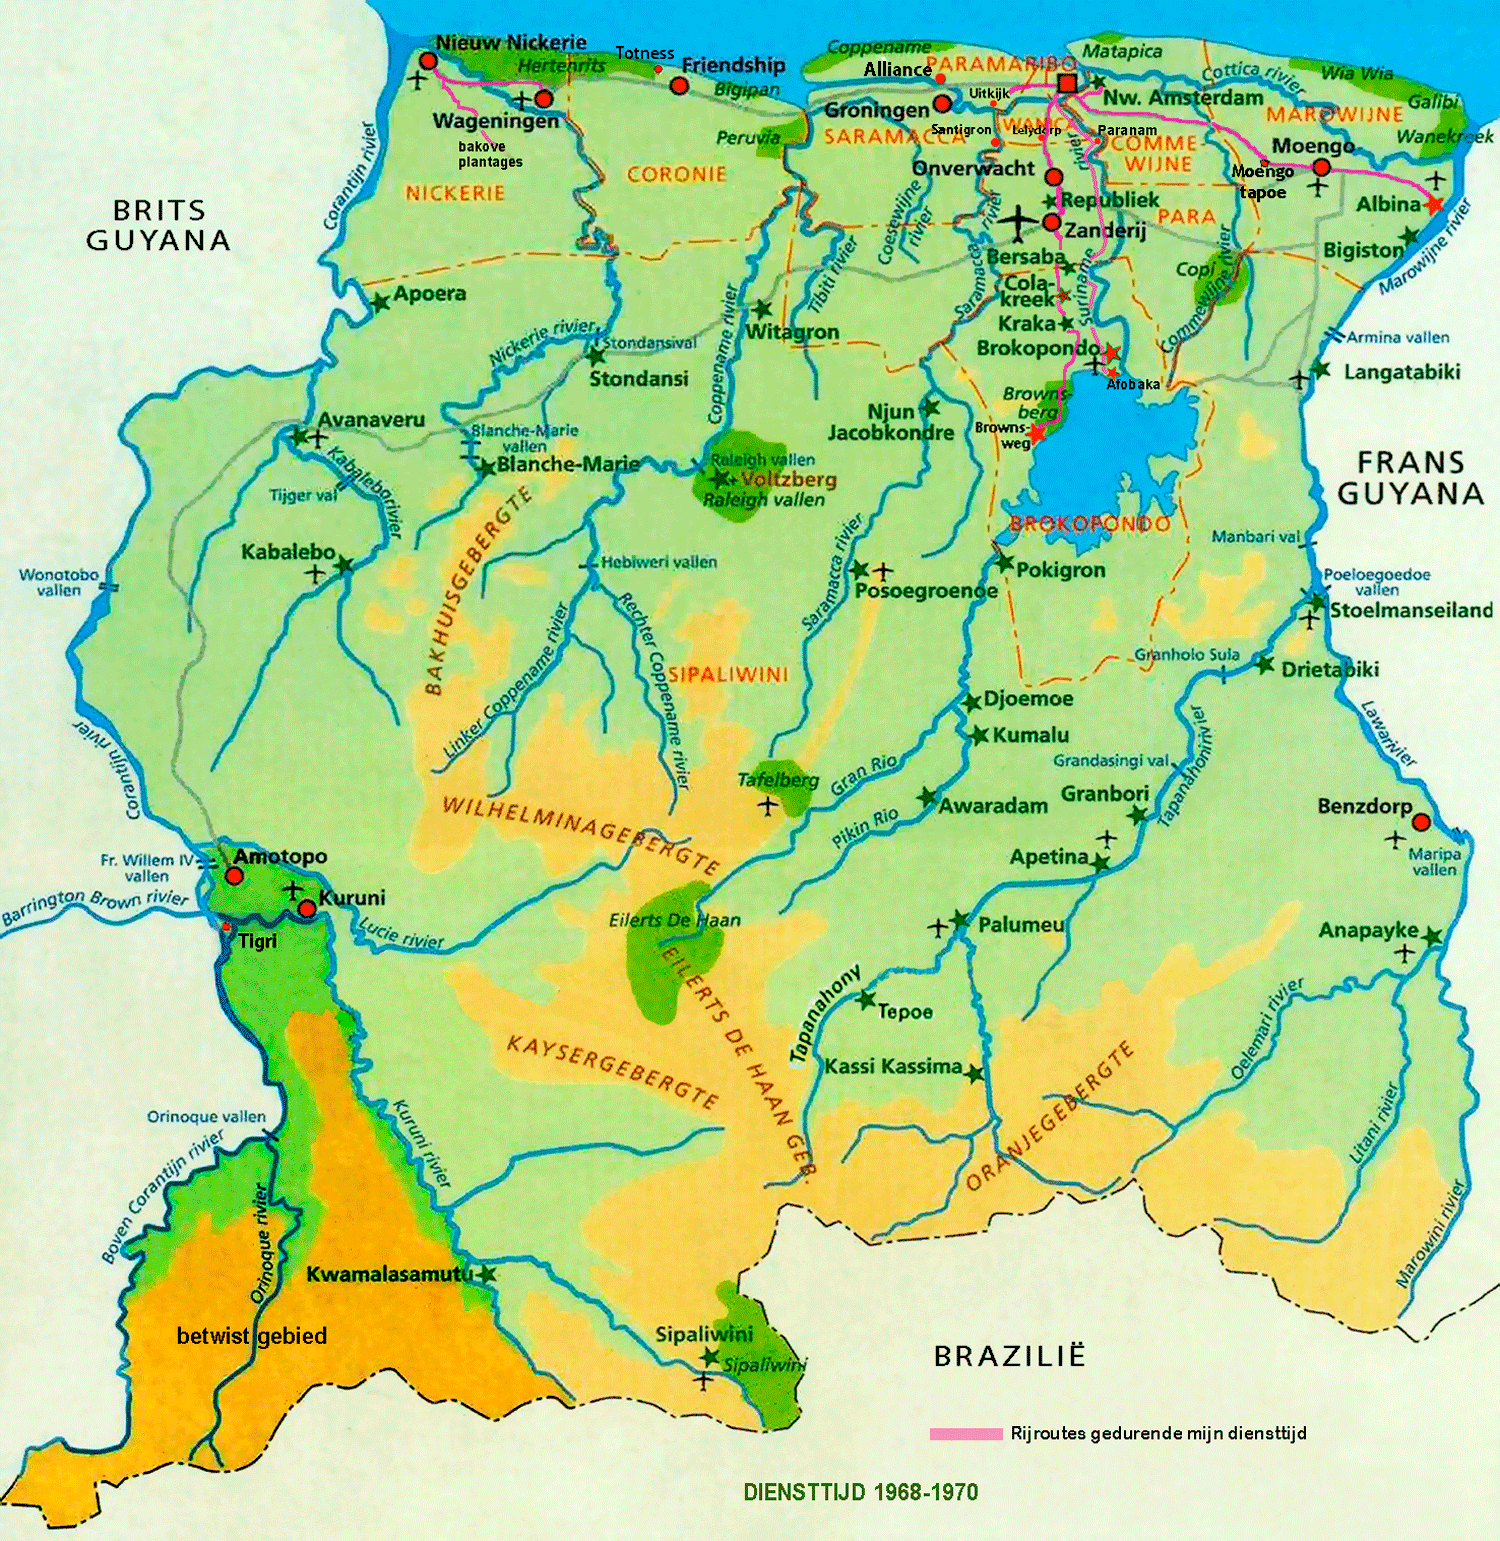 Nieuw Nickerie
Totness
Friendship
Hertenrits
Bigipan
Wageningen
bakove
plantages
NICKERIE
Peruvia
CORONIE
Coppename
PARAMARIBO
Alliance
Matapica
Cottica rivier
Wia Wia
Galibi
Uitkijk
Nw. Amsterdam
Groningen
MAROWIJNE
SARAMACCA
Santigron
WANO
Lelydorp
Paranam
Wanekreek
COMME
WIJNE
rivier
Moengo
Moengo
tapoe
Onverwacht
Republiek
Albina
PARA
Zanderij
Bigiston
Marowijne rivier
Corantijn rivier
BRITS
GUYANA
Coesewijne
rivier
rivier
Saramacca
Bersaba
Cola-
kreek
Suriname
Copi
Commewijne rivier
Kraka
Apoera
Tibiti rivier
Witagron
Coppename rivier
Nickerie rivier
Stondansival
Stondansi
Armina vallen
Langatabiki
Brokopondo
Afobaka
Browns-
berg
Browns-
weg
Njun
Jacobkondre
Avanaveru
Blanche-Marie
vallen
Blanche-Marie
Kabaleborivier
Tijger val
Raleigh vallen
Voltzberg
Raleigh vallen
FRANS
GUYANA
BROKOPONDO
Manbari val
Kabalebo
Wonotobo
vallen
BAKHUISGEBERGTE
Hebiweri vallen
Saramacca rivier
Posoegroenoe
Pokigron
Poeloegoedoe
vallen
Stoelmanseiland
Linker Coppename rivier
Rechter Coppename rivier
SIPALIWINI
Granholo Sula
Drietabiki
Djoemoe
Kumalu
Lawarivier
Tapanahonirivier
Grandasingi val
Corantijn rivier
Tafelberg
Gran Rio
Granbori
Awaradam
Pikin Rio
Benzdorp
WILHELMINAGEBERGTE
Maripa
vallen
Apetina
Amotopo
Fr. Willem IV
vallen
Kuruni
Barrington Brown rivier
Lucie rivier
Tigri
Eilerts De Haan
Palumeu
Anapayke
EILERTS DE HAAN GEB.
Tapanahony
Tepoe
Oelemari rivier
KAYSERGEBERGTE
Kassi Kassima
ORANJEGEBERGTE
Orinoque vallen
Kuruni rivier
Litani rivier
Boven Corantijn rivier
Orinoque rivier
Marowini rivier
Kwamalasamutu
betwist gebied
Sipaliwini
Sipaliwini
BRAZILIË
Rijroutes gedurende mijn diensttijd
DIENSTTIJD 1968-1970